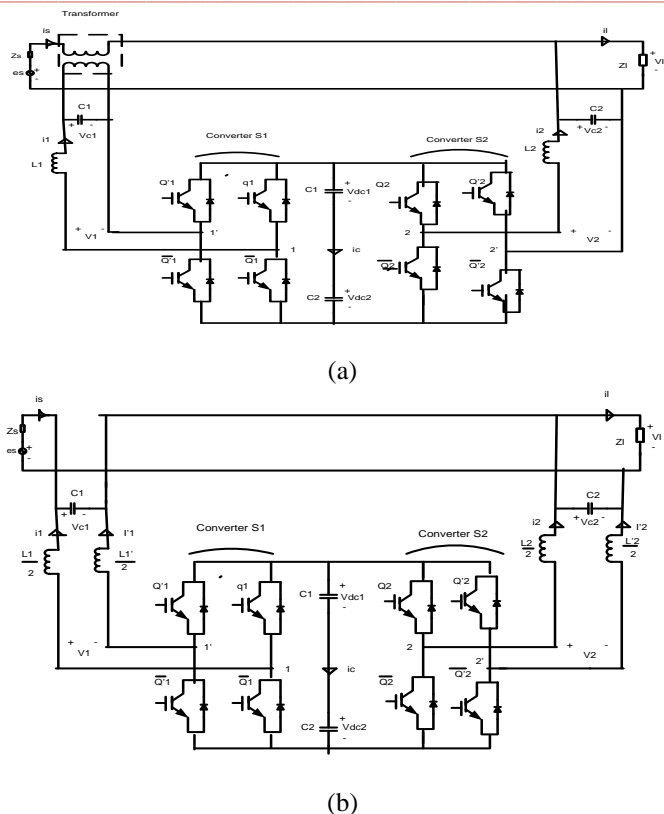 Transformer
is
il
Zs
es
+
-
Zl
+
Vl
-
C1
+ Vc1 -
i1
L1
Converter S1
Converter S2
C2
+ Vc2 -
i2
L2
Q'1
q1
C1
+
Vdc1
-
Q2
Q'2
+ V1 -
1'
1
ic
2
2'
+ V2 -
Q'1
Q1
C2
+
Vdc2
-
Q2
Q'2
(a)
is
il
Zs
es
+
-
Zl
+
Vl
-
C1
+ Vc1 -
i1
I'1
L1
2
L1'
2
Converter S1
Converter S2
C2
+ Vc2 -
i2
I'2
L2
2
L'2
2
Q'1
q1
C1
+
Vdc1
-
Q2
Q'2
+ V1 -
1'
1
ic
2
2'
+ V2 -
Q'1
Q1
C2
+
Vdc2
-
Q2
Q'2
(b)